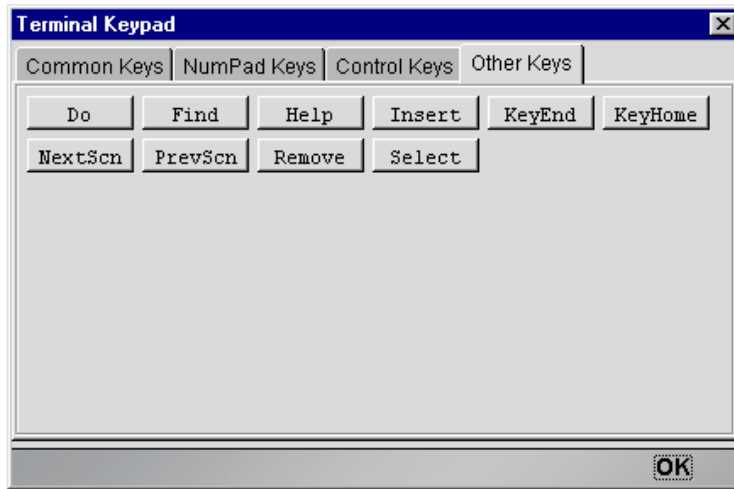 Terminal Keypad
Common Keys NumPad Keys Control Keys Other Keys
Do Find Help Insert KeyEnd KeyHome
NextScn PrevScn Remove Select
OK